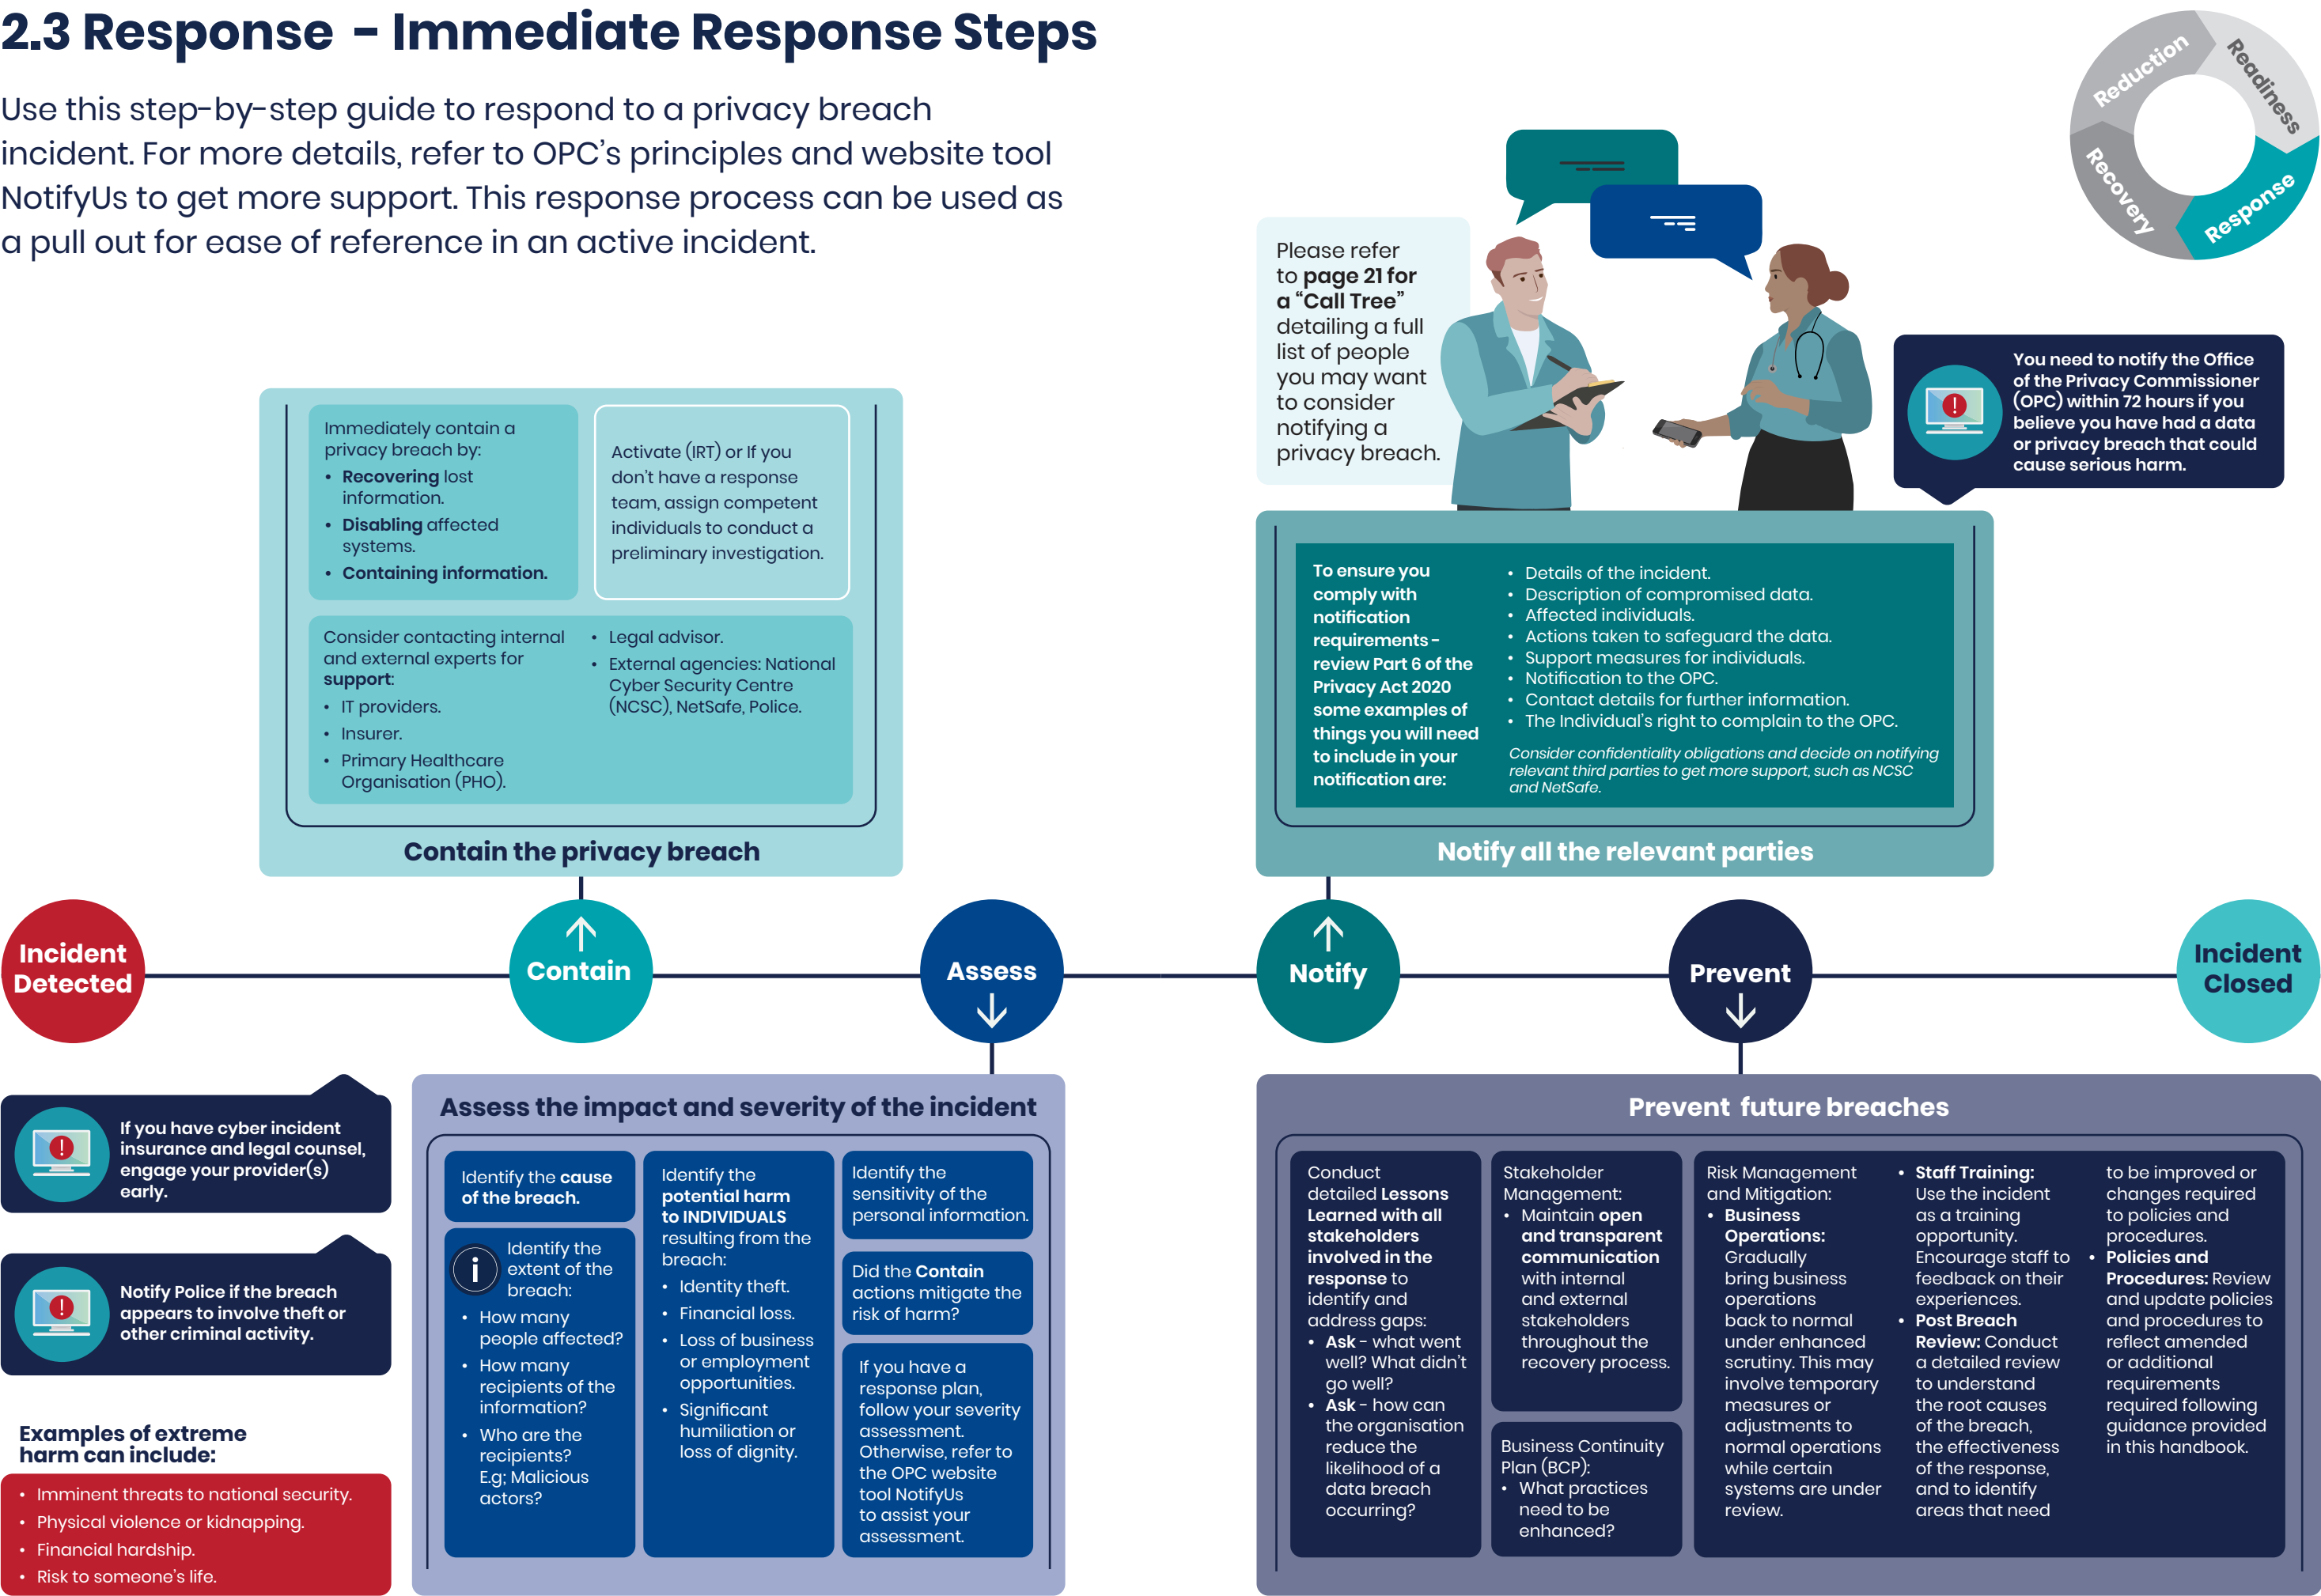 2.3 Response - Immediate Response Steps
Use this step-by-step guide to respond to a privacy breach
incident. For more details, refer to OPC’s principles and website tool
NotifyUs to get more support. This response process can be used as
a pull out for ease of reference in an active incident.
Reduction
Readiness
Response
Recovery
Please refer
to page 21 for
a “Call Tree”
detailing a full
list of people
you may want
to consider
notifying a
privacy breach.
You need to notify the Office
of the Privacy Commissioner
(OPC) within 72 hours if you
believe you have had a data
or privacy breach that could
cause serious harm.
Immediately contain a
privacy breach by:
• Recovering lost
information.
• Disabling affected
systems.
• Containing information.
Activate (IRT) or If you
don’t have a response
team, assign competent
individuals to conduct a
preliminary investigation.
Consider contacting internal
and external experts for
support:
• IT providers.
• Insurer.
• Primary Healthcare
Organisation (PHO).
• Legal advisor.
• External agencies: National
Cyber Security Centre
(NCSC), NetSafe, Police.
Contain the privacy breach
To ensure you
comply with
notification
requirements -
review Part 6 of the
Privacy Act 2020
some examples of
things you will need
to include in your
notification are:
• Details of the incident.
• Description of compromised data.
• Affected individuals.
• Actions taken to safeguard the data.
• Support measures for individuals.
• Notification to the OPC.
• Contact details for further information.
• The Individual’s right to complain to the OPC.
Consider confidentiality obligations and decide on notifying
relevant third parties to get more support, such as NCSC
and NetSafe.
Notify all the relevant parties
Incident
Detected
Contain
Assess
Notify
Prevent
Incident
Closed
If you have cyber incident
insurance and legal counsel,
engage your provider(s)
early.
Notify Police if the breach
appears to involve theft or
other criminal activity.
Examples of extreme
harm can include:
• Imminent threats to national security.
• Physical violence or kidnapping.
• Financial hardship.
• Risk to someone’s life.
Assess the impact and severity of the incident
Identify the cause
of the breach.
i
Identify the
extent of the
breach:
• How many
people affected?
• How many
recipients of the
information?
• Who are the
recipients?
E.g; Malicious
actors?
Identify the
potential harm
to INDIVIDUALS
resulting from the
breach:
• Identity theft.
• Financial loss.
• Loss of business
or employment
opportunities.
• Significant
humiliation or
loss of dignity.
Identify the
sensitivity of the
personal information.
Did the Contain
actions mitigate the
risk of harm?
If you have a
response plan,
follow your severity
assessment.
Otherwise, refer to
the OPC website
tool NotifyUs
to assist your
assessment.
Prevent future breaches
Conduct
detailed Lessons
Learned with all
stakeholders
involved in the
response to
identify and
address gaps:
• Ask - what went
well? What didn’t
go well?
• Ask - how can
the organisation
reduce the
likelihood of a
data breach
occurring?
Stakeholder
Management:
• Maintain open
and transparent
communication
with internal
and external
stakeholders
throughout the
recovery process.
Business Continuity
Plan (BCP):
• What practices
need to be
enhanced?
Risk Management
and Mitigation:
• Business
Operations:
Gradually
bring business
operations
back to normal
under enhanced
scrutiny. This may
involve temporary
measures or
adjustments to
normal operations
while certain
systems are under
review.
• Staff Training:
Use the incident
as a training
opportunity.
Encourage staff to
feedback on their
experiences.
• Post Breach
Review: Conduct
a detailed review
to understand
the root causes
of the breach,
the effectiveness
of the response,
and to identify
areas that need
to be improved or
changes required
to policies and
procedures.
• Policies and
Procedures: Review
and update policies
and procedures to
reflect amended
or additional
requirements
required following
guidance provided
in this handbook.